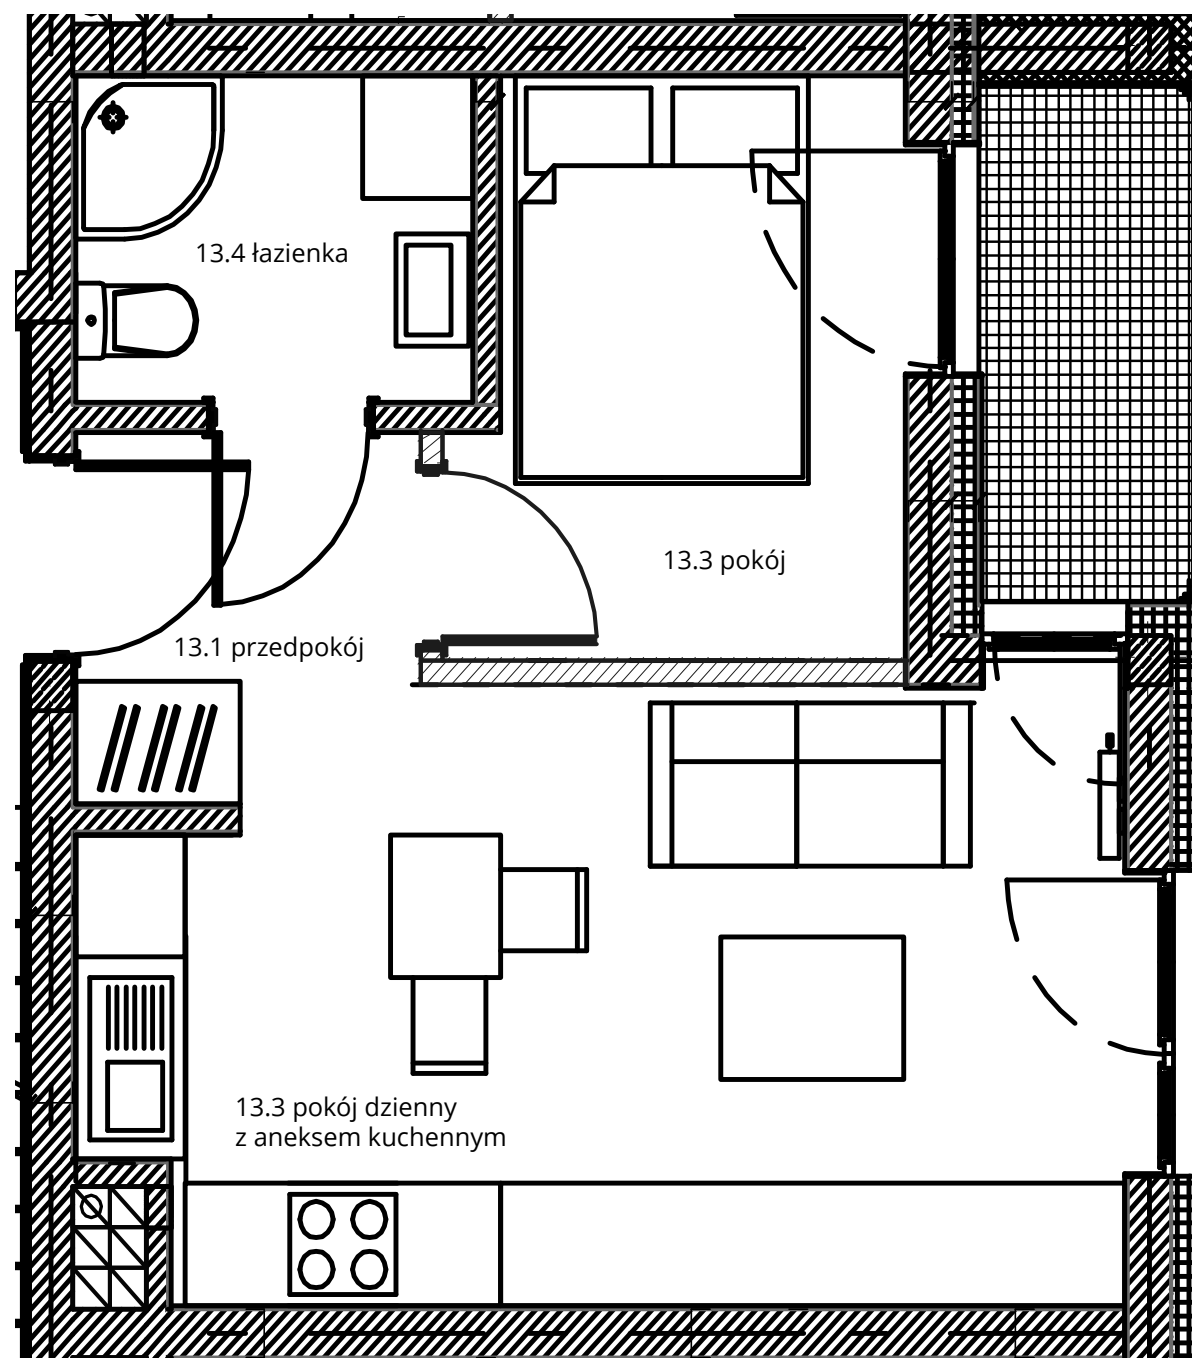 13.4 łazienka
13.3 pokój
13.1 przedpokój
13.3 pokój dzienny
z aneksem kuchennym